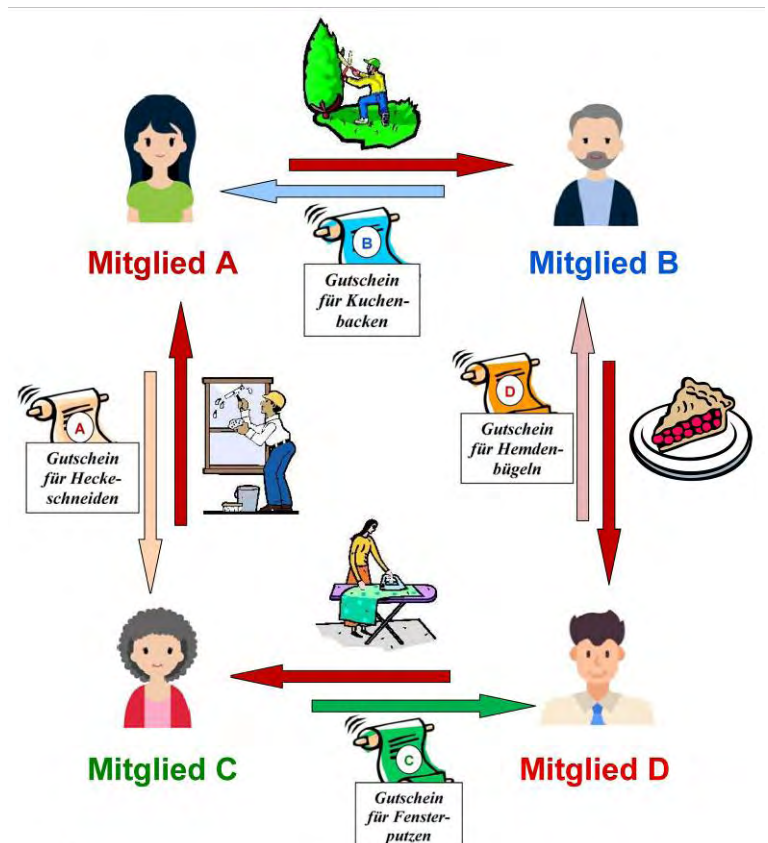 Mitglied A
Mitglied B
B
Gutschein
für Kuchen-
backen
A
Gutschein
für Hecke-
schneiden
D
Gutschein
für Hemden-
bügeln
Mitglied C
Mitglied D
C
Gutschein
für Fenster-
putzen